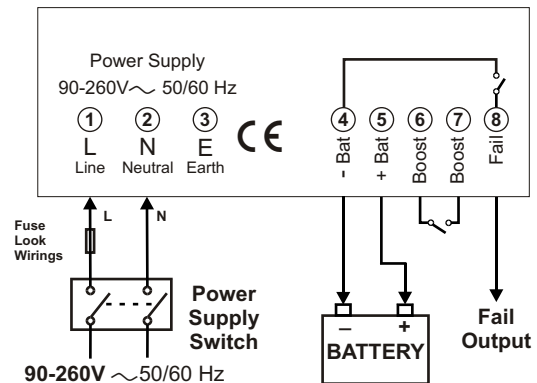 Power Supply
90-260V～ 50/60 Hz
1 2 3
L N E
Line Neutral Earth
CE
4 5 6 7 8
- Bat
+ Bat
Boost
Boost
Fail
L N
Fuse
Look
Wirings
Power
Supply
Switch
90-260V ～50/60 Hz
– +
BATTERY
Fail
Output